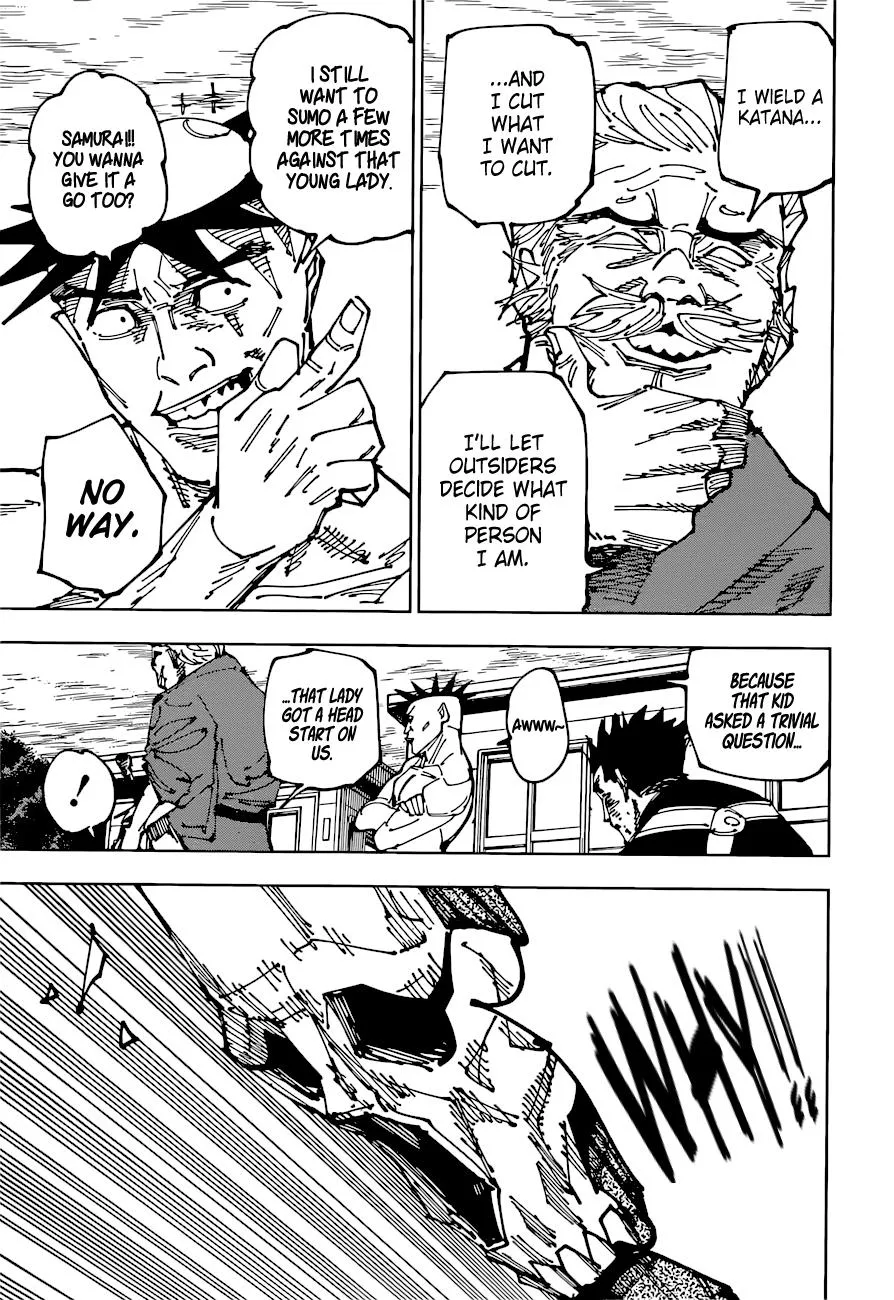 I WIELD A
KATANA...
...AND
I CUT
WHAT
I WANT
TO CUT.
I'LL LET
OUTSIDERS
DECIDE WHAT
KIND OF
PERSON
I AM.
I STILL
WANT TO
SUMO A FEW
MORE TIMES
AGAINST THAT
YOUNG LADY.
SAMURAI!!
YOU WANNA
GIVE IT A
GO TOO?
NO
WAY.
BECAUSE
THAT KID
ASKED A TRIVIAL
QUESTION...
AWWW~
...THAT LADY
GOT A HEAD
START ON
US.
!
WHY!!